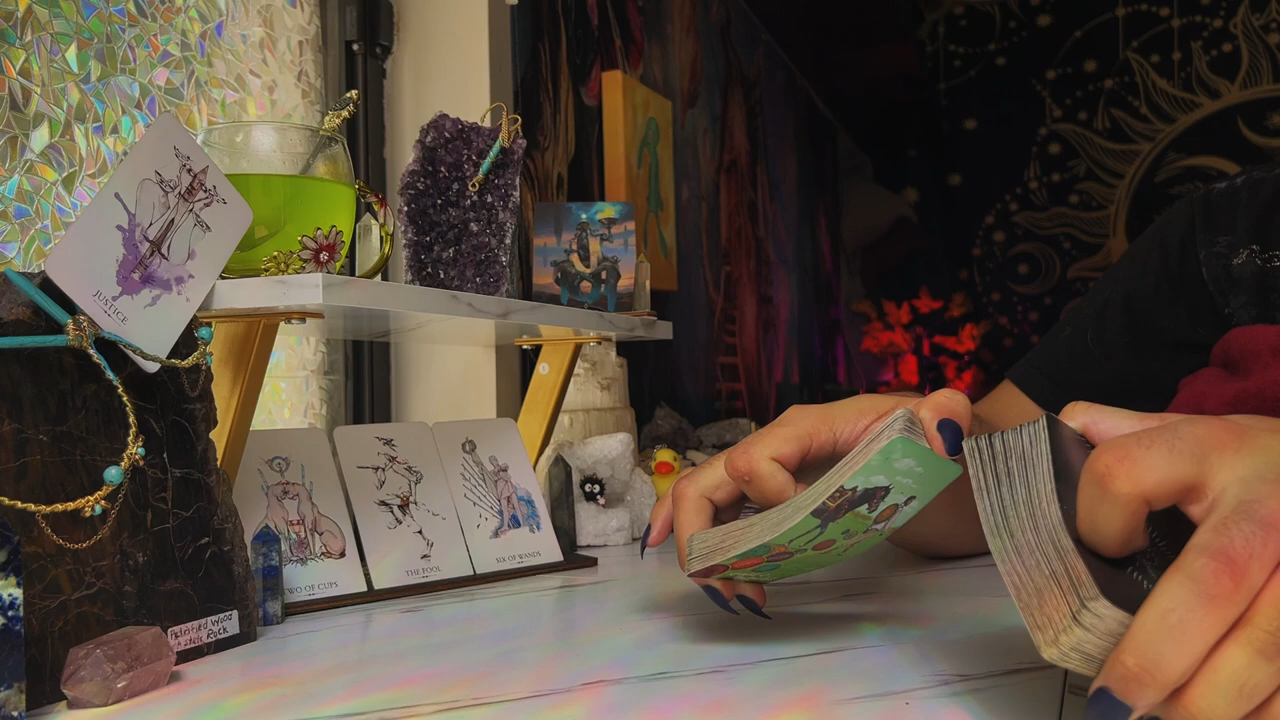 JUSTICE
TWO OF CUPS
THE FOOL
SIX OF WANDS
Petrified Wood
Rock